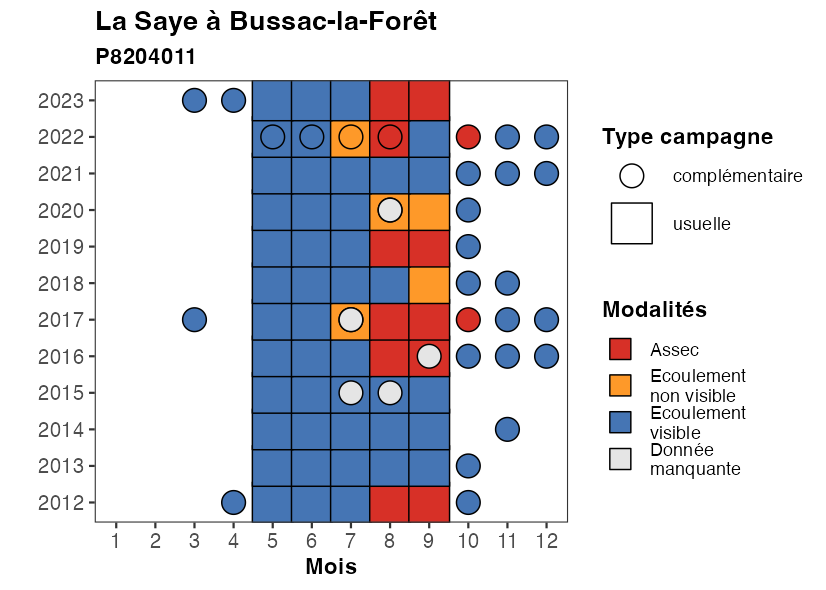 La Saye à Bussac-la-Forêt
P8204011
2023
2022
2021
2020
2019
2018
2017
2016
2015
2014
2013
2012
1 2 3 4 5 6 7 8 9 10 11 12
Mois
Type campagne
complémentaire
usuelle
Modalités
Assec
Ecoulement
non visible
Ecoulement
visible
Donnée
manquante